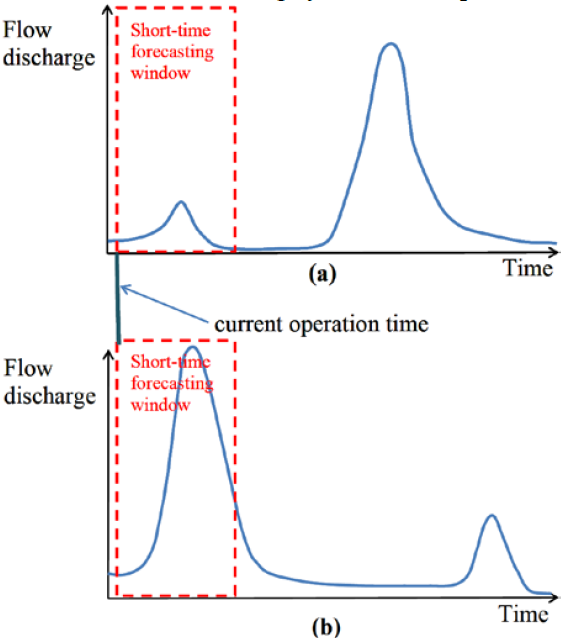 Flow
discharge
Short-time
forecasting
window
Time
(a)
current operation time
Flow
discharge
Short-time
forecasting
window
Time
(b)